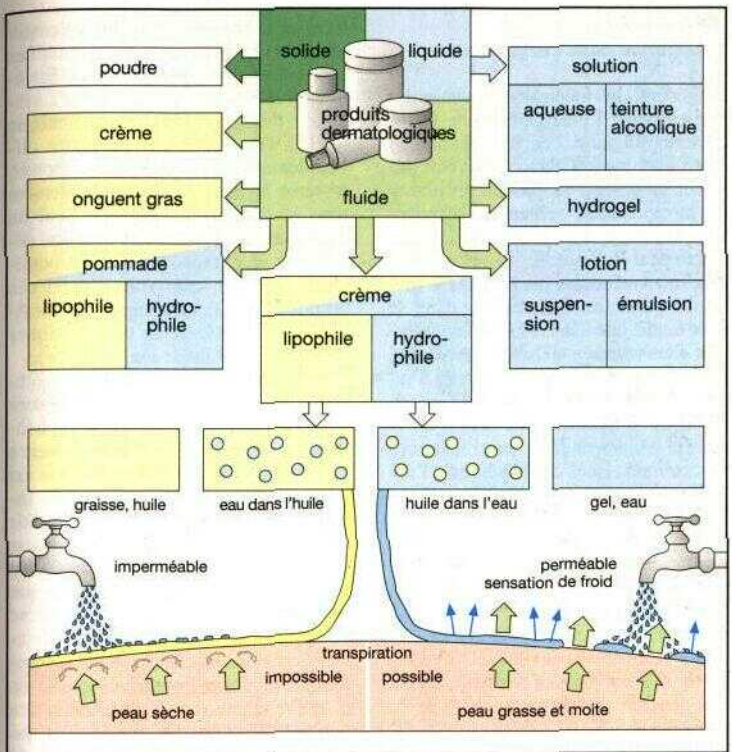 solide
liquide
produits
dermatologiques
fluide
poudre
crème
onguent gras
pommade
lipophile
hydro-
phile
crème
lipophile
hydro-
phile
solution
aqueuse
teinture
alcoolique
hydrogel
lotion
suspen-
sion
émulsion
graisse, huile
eau dans l'huile
huile dans l'eau
gel, eau
imperméable
perméable
sensation de froid
transpiration
impossible
possible
peau sèche
peau grasse et moite